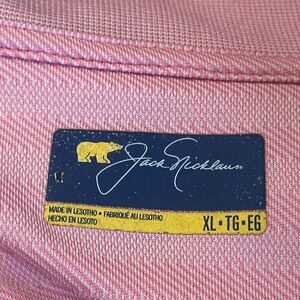 Jack Nicklaus
MADE IN LESOTHO • FABRIQUÉ AU LESOTHO
HECHO EN LESOTO
XL • TG • EG